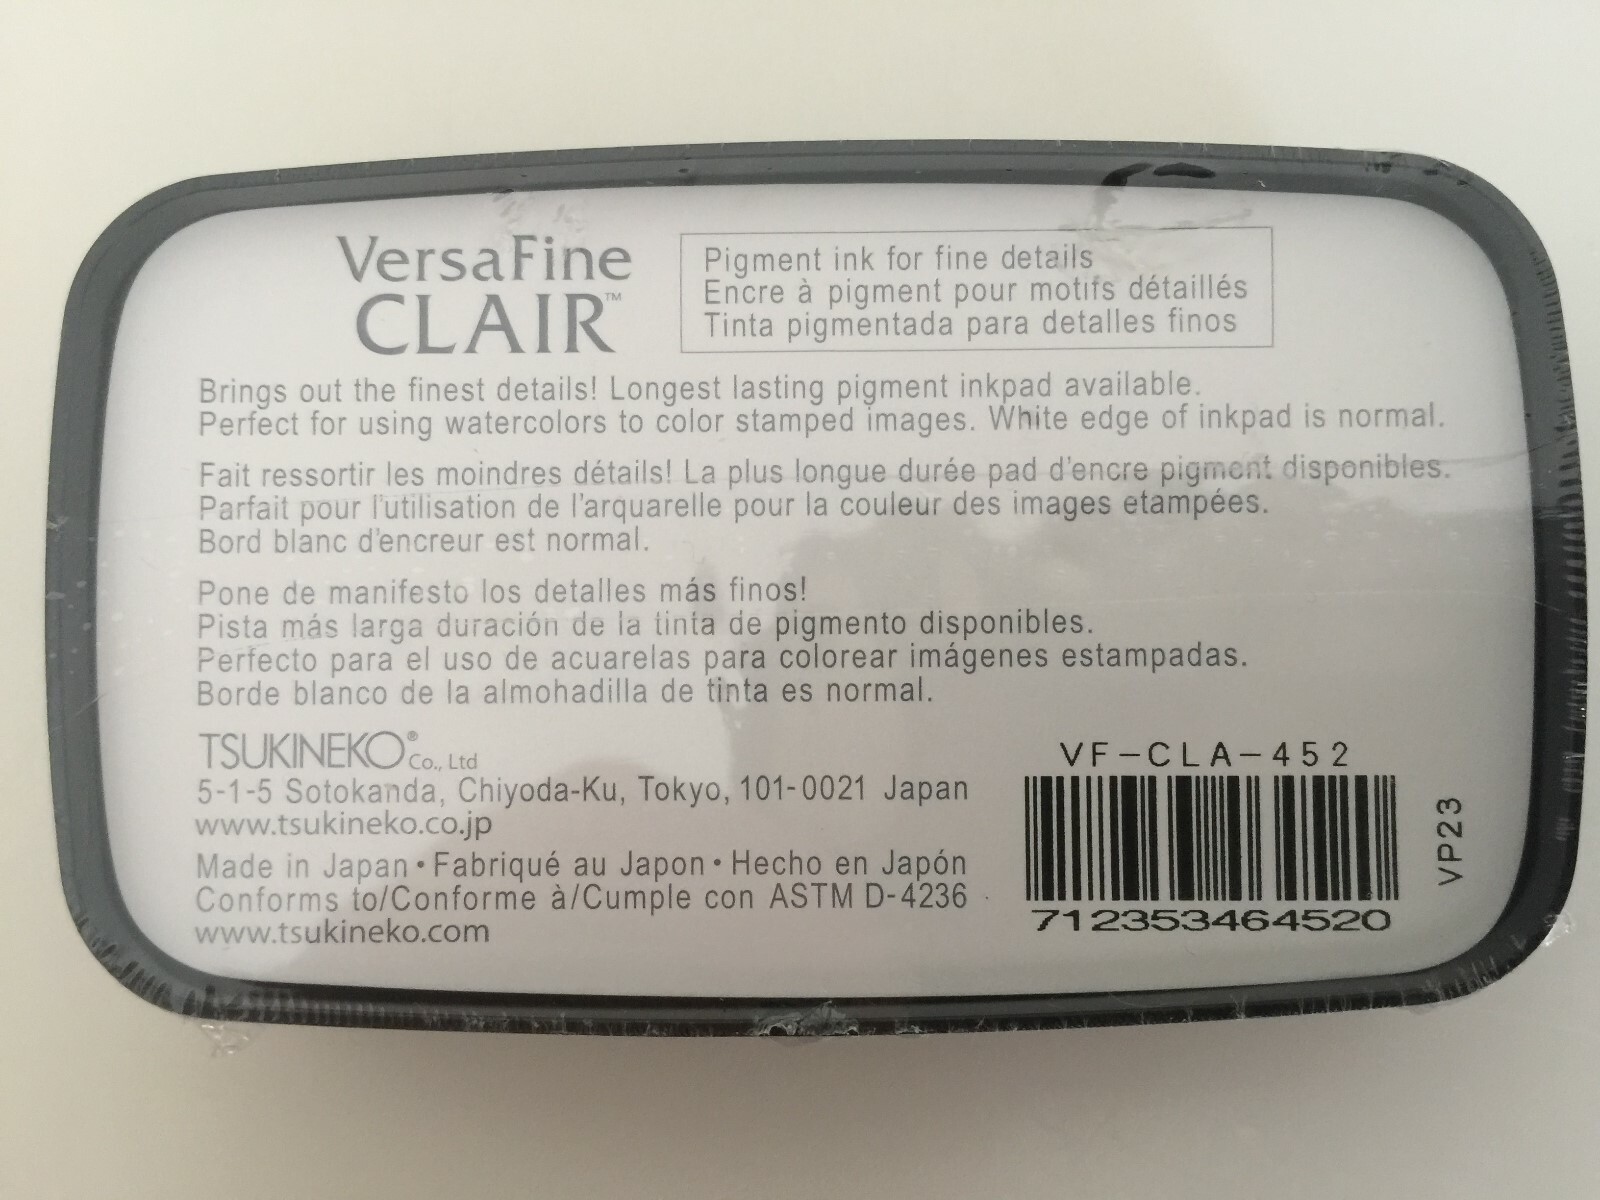 VersaFine
CLAIR™
Pigment ink for fine details
Encre à pigment pour motifs détaillés
Tinta pigmentada para detalles finos
Brings out the finest details! Longest lasting pigment inkpad available.
Perfect for using watercolors to color stamped images. White edge of inkpad is normal.
Fait ressortir les moindres détails! La plus longue durée pad d'encre pigment disponibles.
Parfait pour l'utilisation de l'arquarelle pour la couleur des images etampées.
Bord blanc d'encreur est normal.
Pone de manifesto los detalles más finos!
Pista más larga duración de la tinta de pigmento disponibles.
Perfecto para el uso de acuarelas para colorear imágenes estampadas.
Borde blanco de la almohadilla de tinta es normal.
TSUKINEKO® Co., Ltd
5-1-5 Sotokanda, Chiyoda-Ku, Tokyo, 101-0021 Japan
www.tsukineko.co.jp
Made in Japan • Fabriqué au Japon • Hecho en Japón
Conforms to/Conforme à/Cumple con ASTM D-4236
www.tsukineko.com
VF-CLA-452
712353464520
VP23